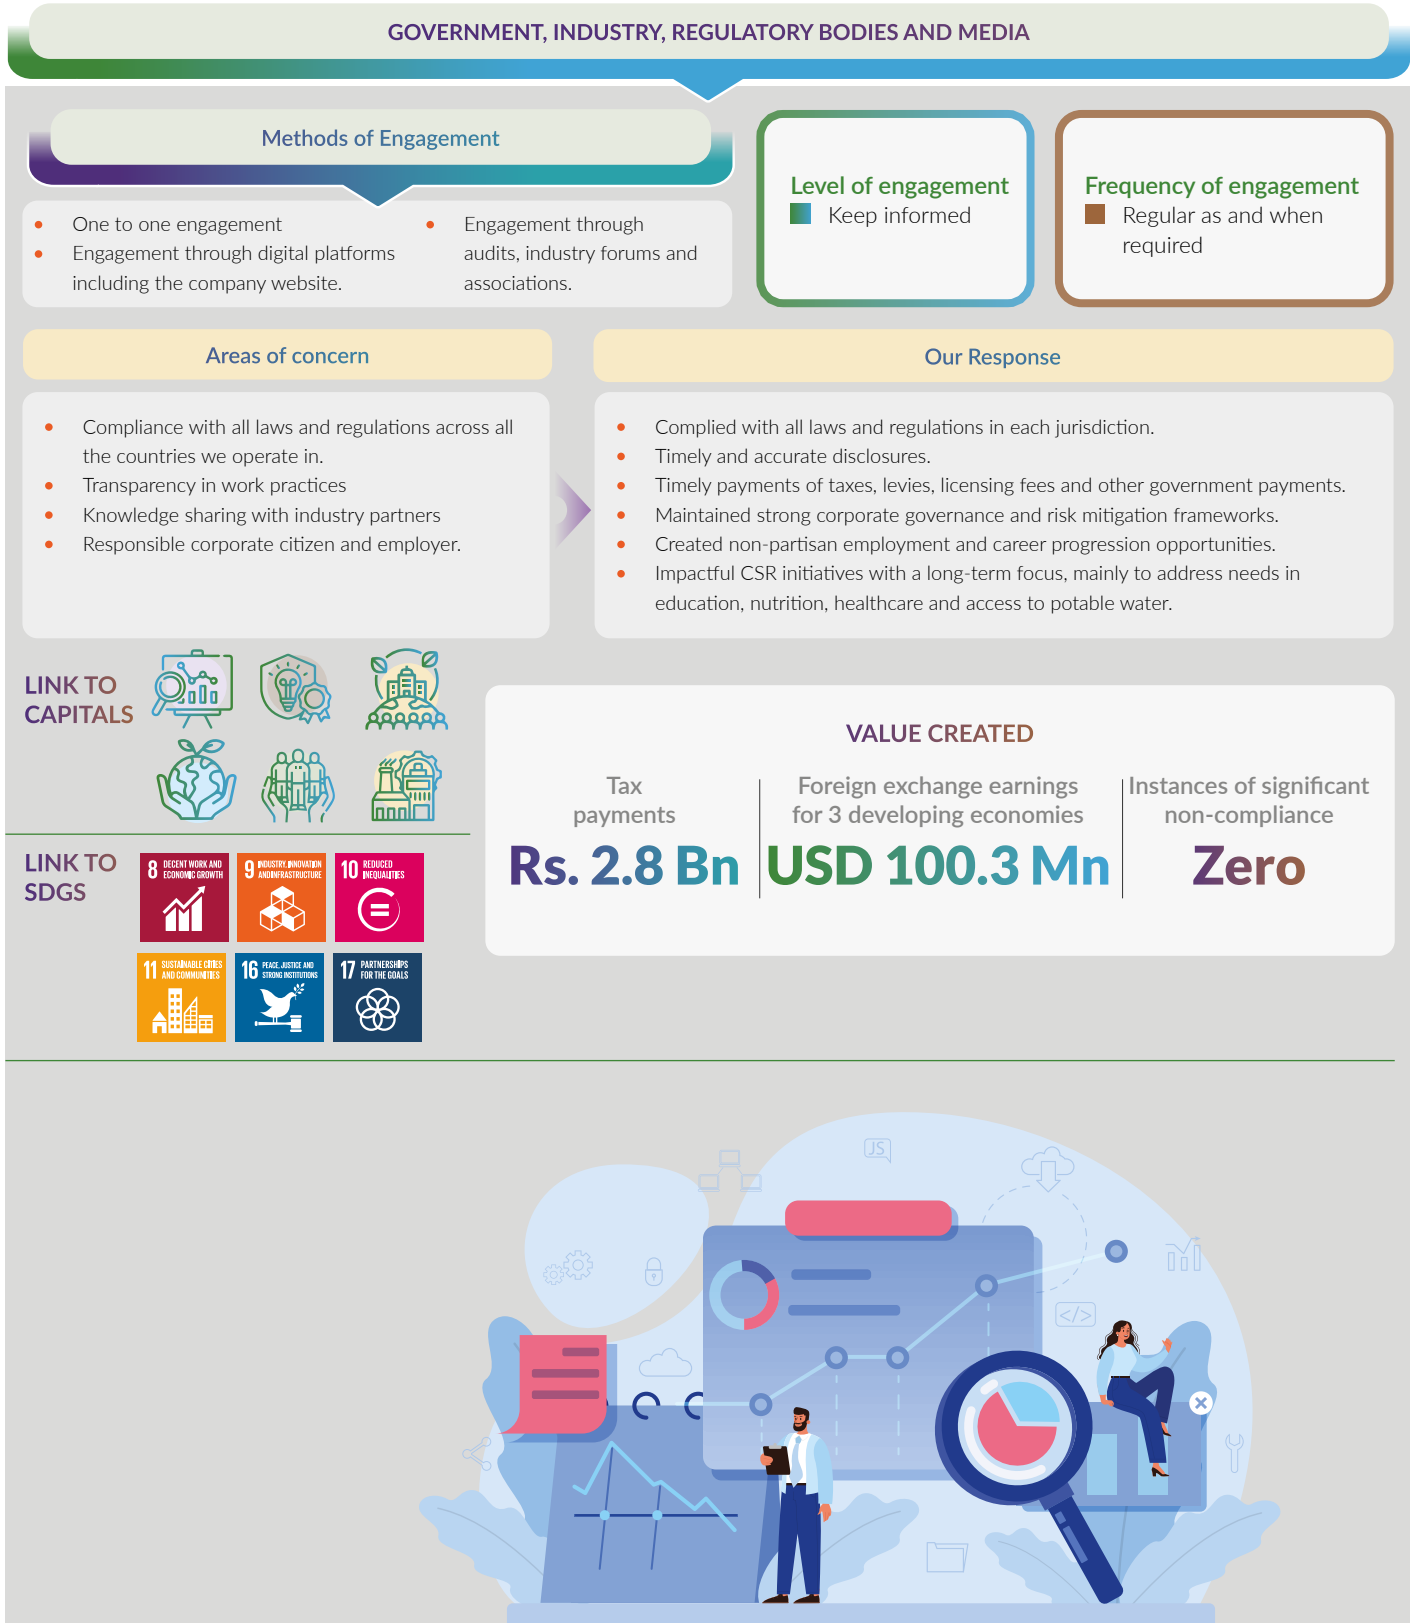 GOVERNMENT, INDUSTRY, REGULATORY BODIES AND MEDIA
Methods of Engagement
• One to one engagement
• Engagement through digital platforms
including the company website.
• Engagement through
audits, industry forums and
associations.
Level of engagement
Keep informed
Frequency of engagement
Regular as and when
required
Areas of concern
• Compliance with all laws and regulations across all
the countries we operate in.
• Transparency in work practices
• Knowledge sharing with industry partners
• Responsible corporate citizen and employer.
Our Response
• Complied with all laws and regulations in each jurisdiction.
• Timely and accurate disclosures.
• Timely payments of taxes, levies, licensing fees and other government payments.
• Maintained strong corporate governance and risk mitigation frameworks.
• Created non-partisan employment and career progression opportunities.
• Impactful CSR initiatives with a long-term focus, mainly to address needs in
education, nutrition, healthcare and access to potable water.
LINK TO
CAPITALS
VALUE CREATED
Tax
payments
Rs. 2.8 Bn
Foreign exchange earnings
for 3 developing economies
USD 100.3 Mn
Instances of significant
non-compliance
Zero
LINK TO
SDGS
8 DECENT WORK AND
ECONOMIC GROWTH
9 INDUSTRY, INNOVATION
AND INFRASTRUCTURE
10 REDUCED
INEQUALITIES
11 SUSTAINABLE CITIES
AND COMMUNITIES
16 PEACE, JUSTICE AND
STRONG INSTITUTIONS
17 PARTNERSHIPS
FOR THE GOALS
JS
</>